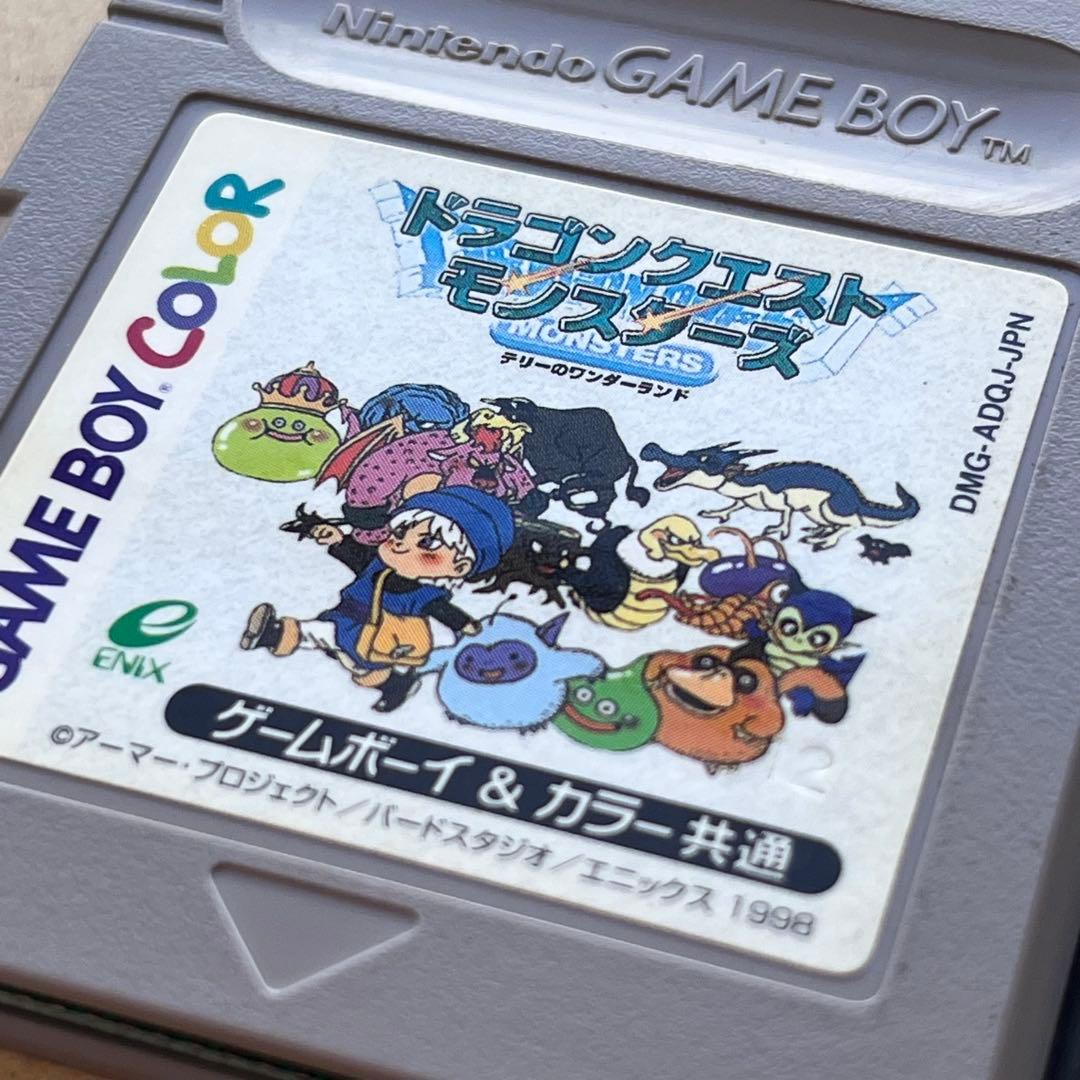 Nintendo GAME BOY™
GAME BOY® COLOR
ドラゴンクエスト
モンスターズ
MONSTERS
テリーのワンダーランド
DMG-ADQJ-JPN
ENIX
12
ゲームボーイ & カラー 共通
©アーマー・プロジェクト/バードスタジオ/エニックス 1998